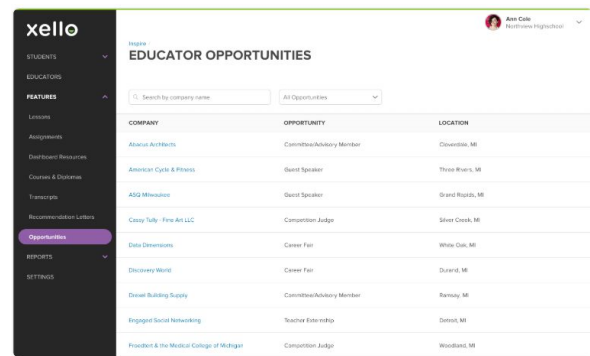 xello
Ann Cole
Northview Highschool
STUDENTS
EDUCATORS
FEATURES
Lessons
Assignments
Dashboard Resources
Courses & Diplomas
Transcripts
Recommendation Letters
Opportunities
REPORTS
SETTINGS
Inspire
EDUCATOR OPPORTUNITIES
Search by company name
All Opportunities
COMPANY OPPORTUNITY LOCATION
Abacus Architects Committee/Advisory Member Cloverdale, MI
American Cycle & Fitness Guest Speaker Three Rivers, MI
ASQ Milwaukee Guest Speaker Grand Rapids, MI
Cassy Tully - Fine Art LLC Competition Judge Silver Creek, MI
Data Dimensions Career Fair White Oak, MI
Discovery World Career Fair Durand, MI
Drexel Building Supply Committee/Advisory Member Ramsay, MI
Engaged Social Networking Teacher Externship Detroit, MI
Froedtert & the Medical College of Michigan Competition Judge Woodland, MI